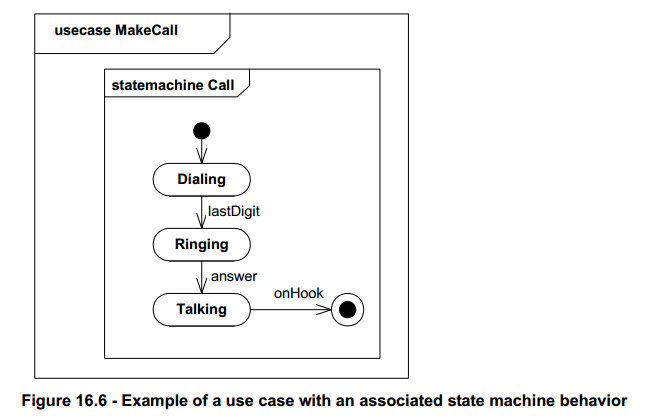 usecase MakeCall
statemachine Call
Dialing
lastDigit
Ringing
answer
onHook
Talking
Figure 16.6 - Example of a use case with an associated state machine behavior